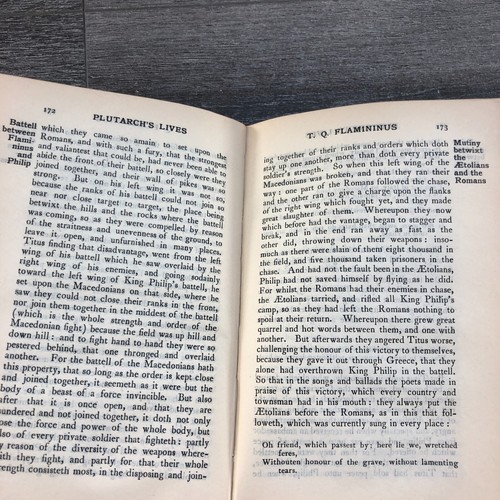 172
PLUTARCH'S LIVES
Battell
between
Flami-
ninus
and
Philip
which they came so amain to set upon the
Romans, and with such a fury, that the strongest
and valiantest that could be, had never been able to
abide the front of their battell, so closely were they
joined together, and their wall of pikes was so
strong. But on his left wing it was not so,
because the ranks of his battell could not join so
near nor close target to target, the place being
betwixt the hills and the rocks where the battell
was coming, so as they were compelled by reason
of the straitness and unevenness of the ground, to
leave it open, and unfurnished in many places.
Titus finding that disadvantage, went from the left
wing of his battell which he saw overlaid by the
right wing of his enemies, and going sodainly
toward the left wing of King Philip's battell, he
set upon the Macedonians on that side, where he
saw they could not close their ranks in the front,
nor join them together in the middest of the battell
(which is the whole strength and order of the
Macedonian fight) because the field was up hill and
down hill: and to fight hand to hand they were so
pestered behind, that one thronged and overlaid
another. For the battell of the Macedonians hath
this property, that so long as the order is kept close
and joined together, it seemeth as it were but the
body of a beast of a force invincible. But also
after that it is once open, and that they are
sundered and not joined together, it doth not only
lose the force and power of the whole body, but
also of every private soldier that fighteth: partly
by reason of the diversity of the weapons where-
with they fight, and partly for that their whole
strength consisteth most, in the disposing and join-
T. Q. FLAMININUS
173
Mutiny
betwixt
the
Ætolians
and the
Romans
ing together of their ranks and orders which doth
stay up one another, more than doth every private
soldier's strength. So when this left wing of the
Macedonians was broken, and that they ran their
way: one part of the Romans followed the chase,
and the other ran to give a charge upon the flanks
of the right wing which fought yet, and they made
great slaughter of them. Whereupon they now
which before had the vantage, began to stagger and
break, and in the end ran away as fast as the
other did, throwing down their weapons: inso-
much as there were slain of them eight thousand in
the field, and five thousand taken prisoners in the
chase. And had not the fault been in the Ætolians,
Philip had not saved himself by flying as he did.
For whilst the Romans had their enemies in chase,
the Ætolians tarried, and rifled all King Philip's
camp, so as they had left the Romans nothing to
spoil at their return. Whereupon there grew great
quarrel and hot words between them, and one with
another. But afterwards they angered Titus worse,
challenging the honour of this victory to themselves,
because they gave it out through Greece, that they
alone had overthrown King Philip in the battell.
So that in the songs and ballads the poets made in
praise of this victory, which every country and
townsman had in his mouth: they always put the
Ætolians before the Romans, as in this that fol-
loweth, which was currently sung in every place:
Oh friend, which passest by: here lie we, wretched
feres,
Withouten honour of the grave, without lamenting
tears.